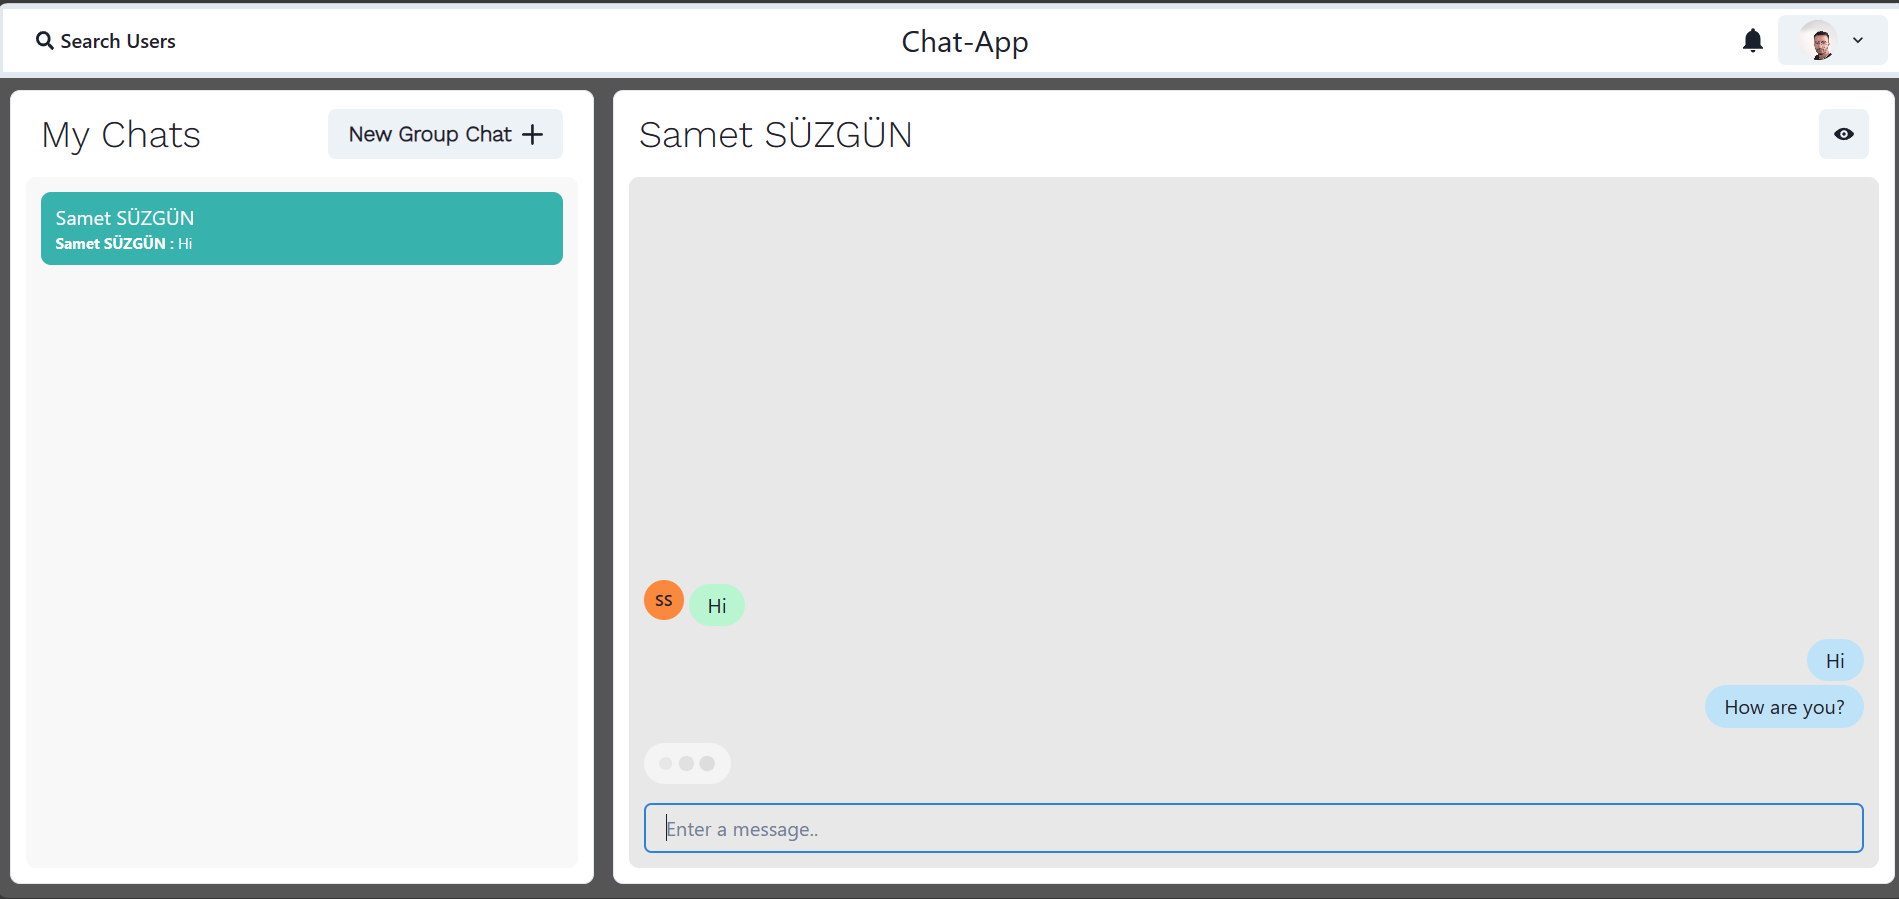 Search Users
Chat-App
My Chats
New Group Chat
Samet SÜZGÜN
Samet SÜZGÜN : Hi
Samet SÜZGÜN
SS
Hi
Hi
How are you?
Enter a message..